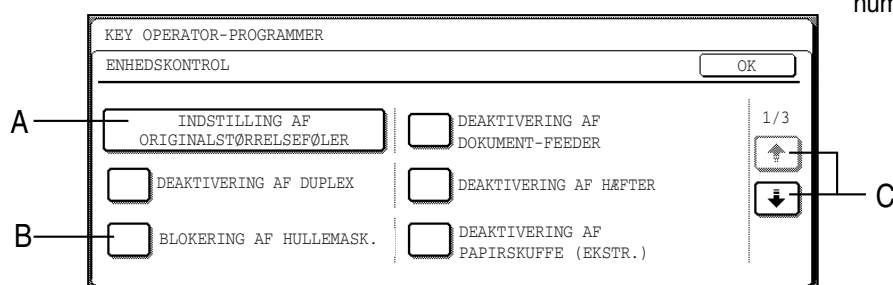 num
KEY OPERATOR-PROGRAMMER
ENHEDSKONTROL
OK
A
INDSTILLING AF
ORIGINALSTØRRELSEFØLER
DEAKTIVERING AF
DOKUMENT-FEEDER
1/3
DEAKTIVERING AF DUPLEX
DEAKTIVERING AF HÆFTER
C
B
BLOKERING AF HULLEMASK.
DEAKTIVERING AF
PAPIRSKUFFE (EKSTR.)